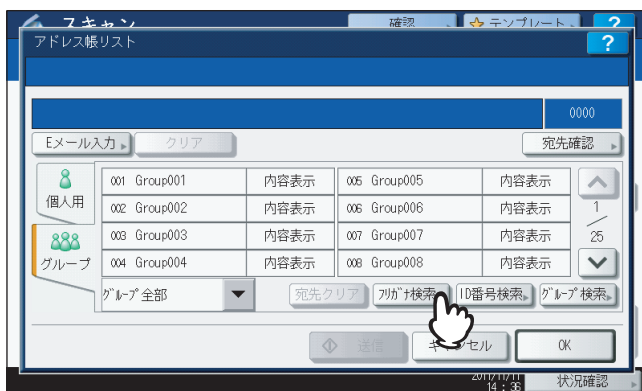 スキャン 確認 テンプレート ?
アドレス帳リスト ?
0000
Eメール入力 クリア 宛先確認
個人用
グループ
001 Group001 内容表示 005 Group005 内容表示
002 Group002 内容表示 006 Group006 内容表示
003 Group003 内容表示 007 Group007 内容表示
004 Group004 内容表示 008 Group008 内容表示
1
25
グループ全部 宛先クリア フリガナ検索 ID番号検索 グループ検索
送信 キャンセル OK
2011/11/11
14:36 状況確認